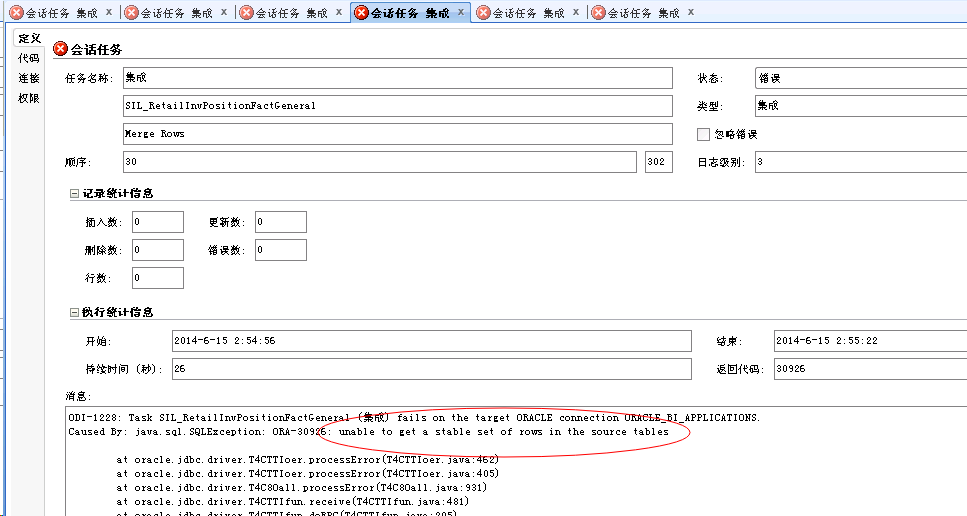 会话任务 集成 x 会话任务 集成 x 会话任务 集成 x 会话任务 集成 x 会话任务 集成 x 会话任务 集成 x
定义
代码
连接
权限
会话任务
任务名称: 集成 状态: 错误
SIL_RetailInvPositionFactGeneral 类型: 集成
Merge Rows 忽略错误
顺序: 30 302 日志级别: 3
记录统计信息
插入数: 0 更新数: 0
删除数: 0 错误数: 0
行数: 0
执行统计信息
开始: 2014-6-15 2:54:56 结束: 2014-6-15 2:55:22
持续时间 (秒): 26 返回代码: 30926
消息:
ODI-1228: Task SIL_RetailInvPositionFactGeneral (集成) fails on the target ORACLE connection ORACLE_BI_APPLICATIONS.
Caused By: java.sql.SQLException: ORA-30926: unable to get a stable set of rows in the source tables
at oracle.jdbc.driver.T4CTTIoer.processError(T4CTTIoer.java:462)
at oracle.jdbc.driver.T4CTTIoer.processError(T4CTTIoer.java:405)
at oracle.jdbc.driver.T4C8Oall.processError(T4C8Oall.java:931)
at oracle.jdbc.driver.T4CTTIfun.receive(T4CTTIfun.java:481)
at oracle.jdbc.driver.T4CTTIfun.doRPC(T4CTTIfun.java:205)